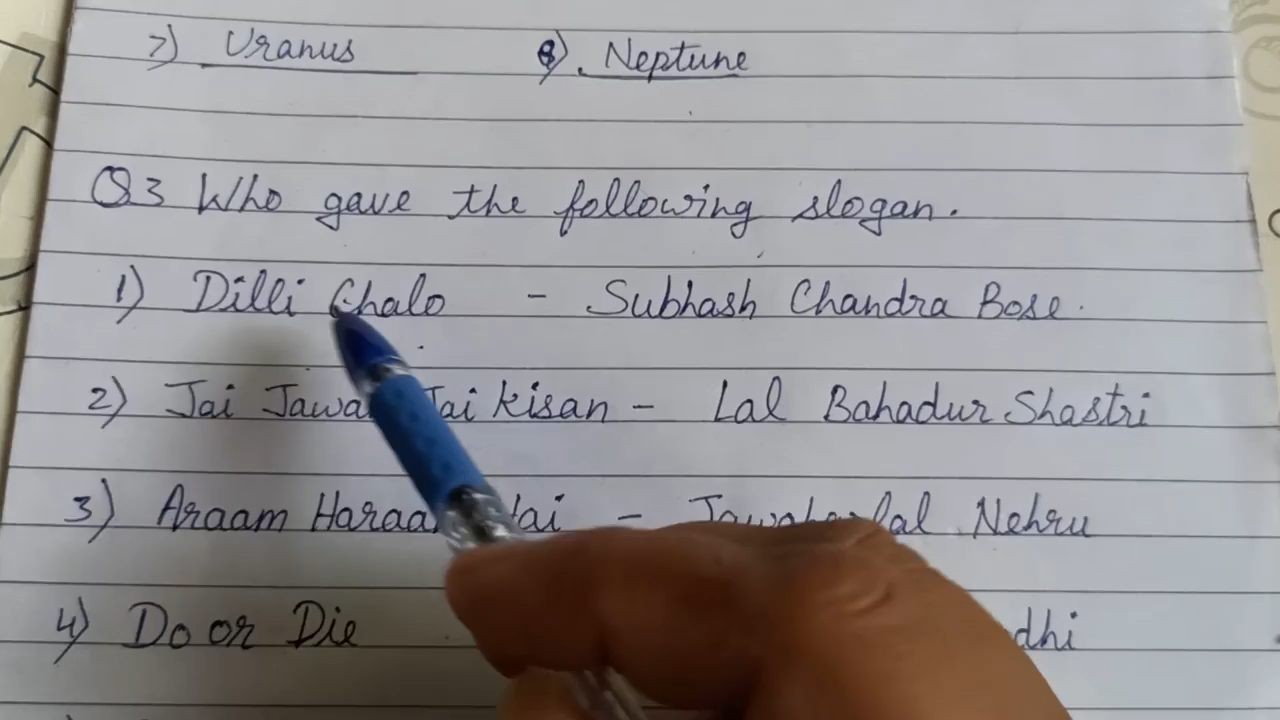 7) Uranus 8) Neptune
Q3 Who gave the following slogan.
1) Dilli Chalo - Subhash Chandra Bose.
2) Jai Jawan Jai Kisan - Lal Bahadur Shastri
3) Araam Haraam Hai - Jawaharlal Nehru
4) Do or Die